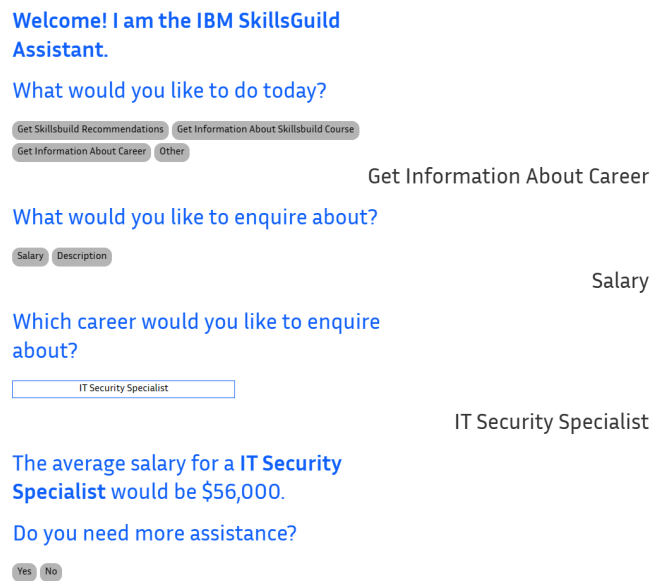 Welcome! I am the IBM SkillsGuild
Assistant.
What would you like to do today?
Get Skillsbuild Recommendations Get Information About Skillsbuild Course
Get Information About Career Other
Get Information About Career
What would you like to enquire about?
Salary Description
Salary
Which career would you like to enquire
about?
IT Security Specialist
IT Security Specialist
The average salary for a IT Security
Specialist would be $56,000.
Do you need more assistance?
Yes No